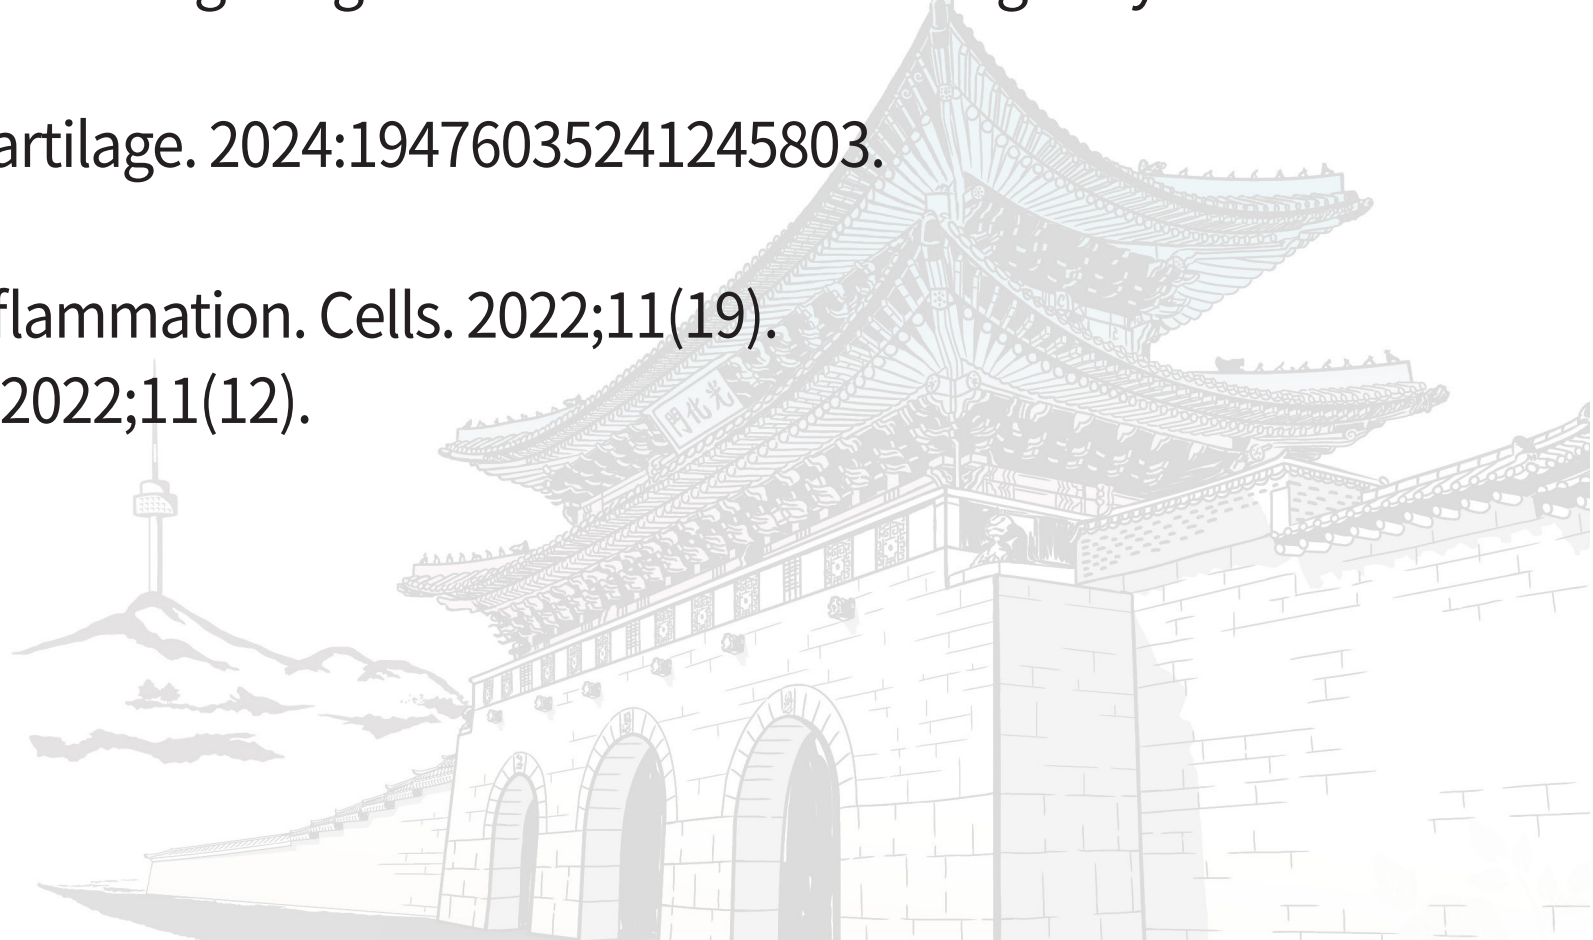 artilage. 2024:19476035241245803.
flammation. Cells. 2022;11(19).
2022;11(12).
門化光